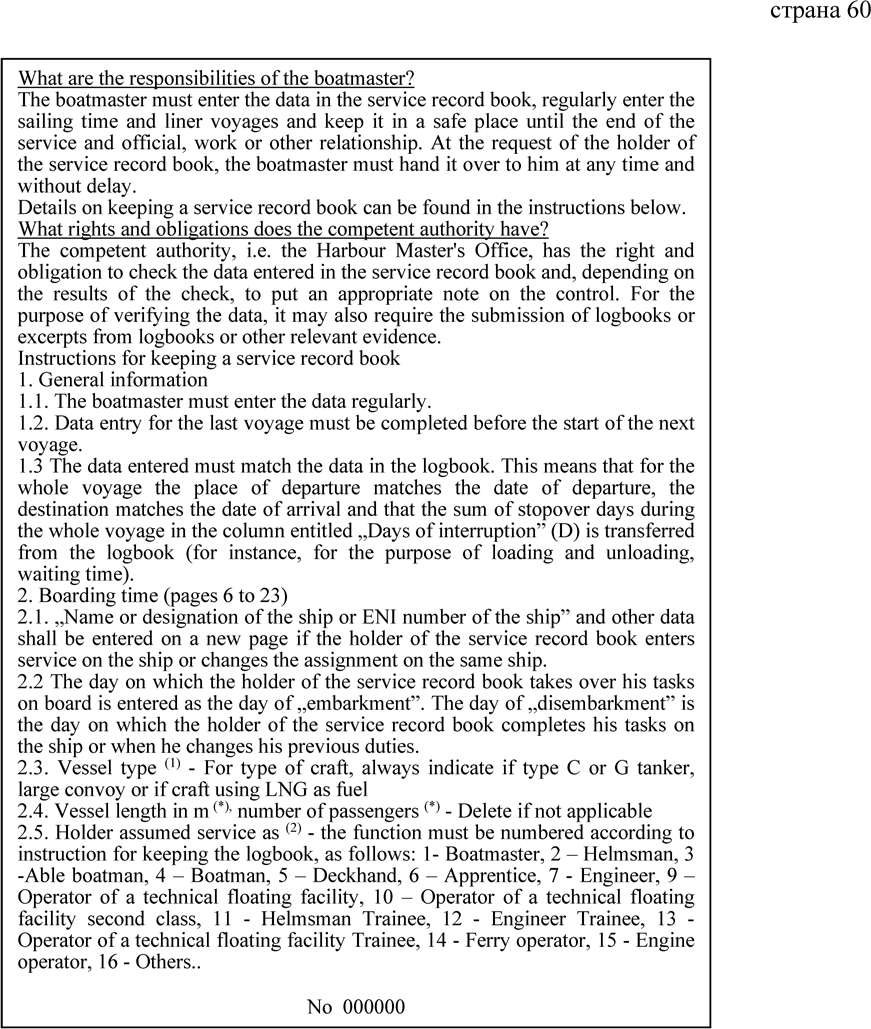 страна 60
What are the responsibilities of the boatmaster?
The boatmaster must enter the data in the service record book, regularly enter the
sailing time and liner voyages and keep it in a safe place until the end of the
service and official, work or other relationship. At the request of the holder of
the service record book, the boatmaster must hand it over to him at any time and
without delay.
Details on keeping a service record book can be found in the instructions below.
What rights and obligations does the competent authority have?
The competent authority, i.e. the Harbour Master's Office, has the right and
obligation to check the data entered in the service record book and, depending on
the results of the check, to put an appropriate note on the control. For the
purpose of verifying the data, it may also require the submission of logbooks or
excerpts from logbooks or other relevant evidence.
Instructions for keeping a service record book
1. General information
1.1. The boatmaster must enter the data regularly.
1.2. Data entry for the last voyage must be completed before the start of the next
voyage.
1.3 The data entered must match the data in the logbook. This means that for the
whole voyage the place of departure matches the date of departure, the
destination matches the date of arrival and that the sum of stopover days during
the whole voyage in the column entitled „Days of interruption” (D) is transferred
from the logbook (for instance, for the purpose of loading and unloading,
waiting time).
2. Boarding time (pages 6 to 23)
2.1. „Name or designation of the ship or ENI number of the ship” and other data
shall be entered on a new page if the holder of the service record book enters
service on the ship or changes the assignment on the same ship.
2.2 The day on which the holder of the service record book takes over his tasks
on board is entered as the day of „embarkment”. The day of „disembarkment” is
the day on which the holder of the service record book completes his tasks on
the ship or when he changes his previous duties.
2.3. Vessel type (1) - For type of craft, always indicate if type C or G tanker,
large convoy or if craft using LNG as fuel
2.4. Vessel length in m (*), number of passengers (*) - Delete if not applicable
2.5. Holder assumed service as (2) - the function must be numbered according to
instruction for keeping the logbook, as follows: 1- Boatmaster, 2 – Helmsman, 3
-Able boatman, 4 – Boatman, 5 – Deckhand, 6 – Apprentice, 7 - Engineer, 9 –
Operator of a technical floating facility, 10 – Operator of a technical floating
facility second class, 11 - Helmsman Trainee, 12 - Engineer Trainee, 13 -
Operator of a technical floating facility Trainee, 14 - Ferry operator, 15 - Engine
operator, 16 - Others..
No 000000